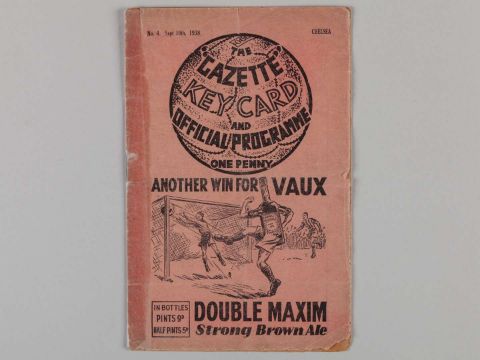 No. 4. Sept 10th, 1938. CHELSEA
THE
GAZETTE
KEY-CARD
AND
OFFICIAL PROGRAMME
ONE PENNY
ANOTHER WIN FOR VAUX
IN BOTTLES
PINTS 9D
HALF PINTS 5D
DOUBLE MAXIM
Strong Brown Ale